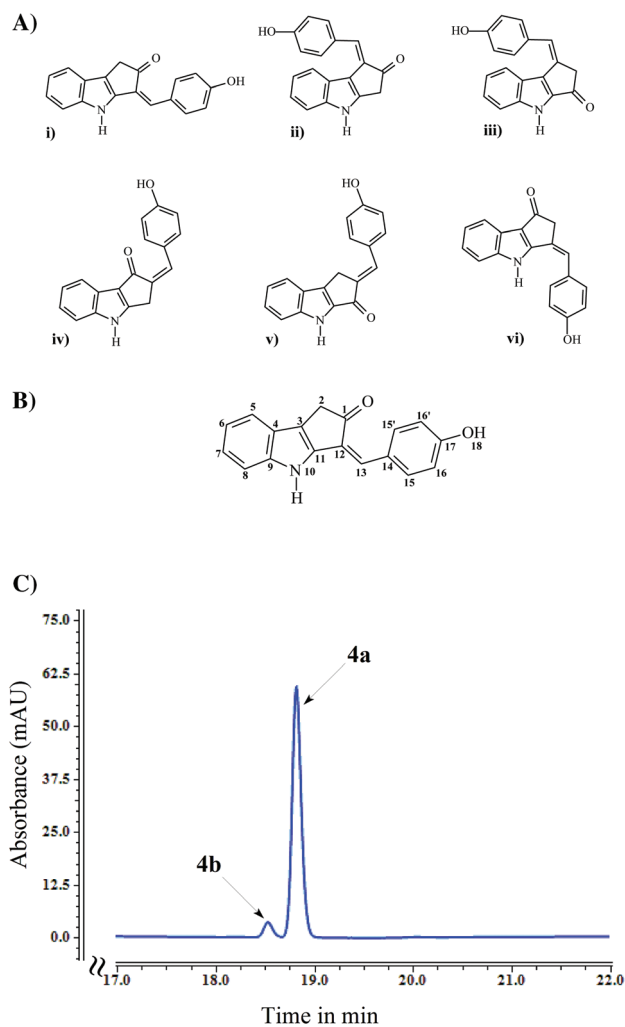 A)
HO
HO
O
OH
N
H
i)
O
N
H
ii)
O
N
H
iii)
HO
HO
O
O
N
H
iv)
O
N
H
v)
N
H
OH
vi)
B)
2
1
O
15'
16'
5
6
4
3
17
OH
18
7
12
13
14
8
9
N
10
11
15
16
H
C)
75.0
62.5
50.0
37.5
25.0
12.5
0.0
Absorbance (mAU)
4a
4b
17.0 18.0 19.0 20.0 21.0 22.0
Time in min